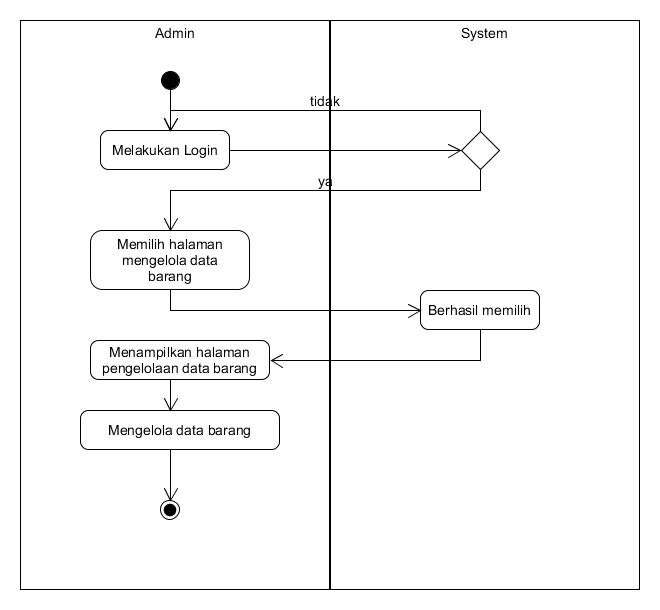 Admin
System
tidak
Melakukan Login
ya
Memilih halaman
mengelola data
barang
Berhasil memilih
Menampilkan halaman
pengelolaan data barang
Mengelola data barang